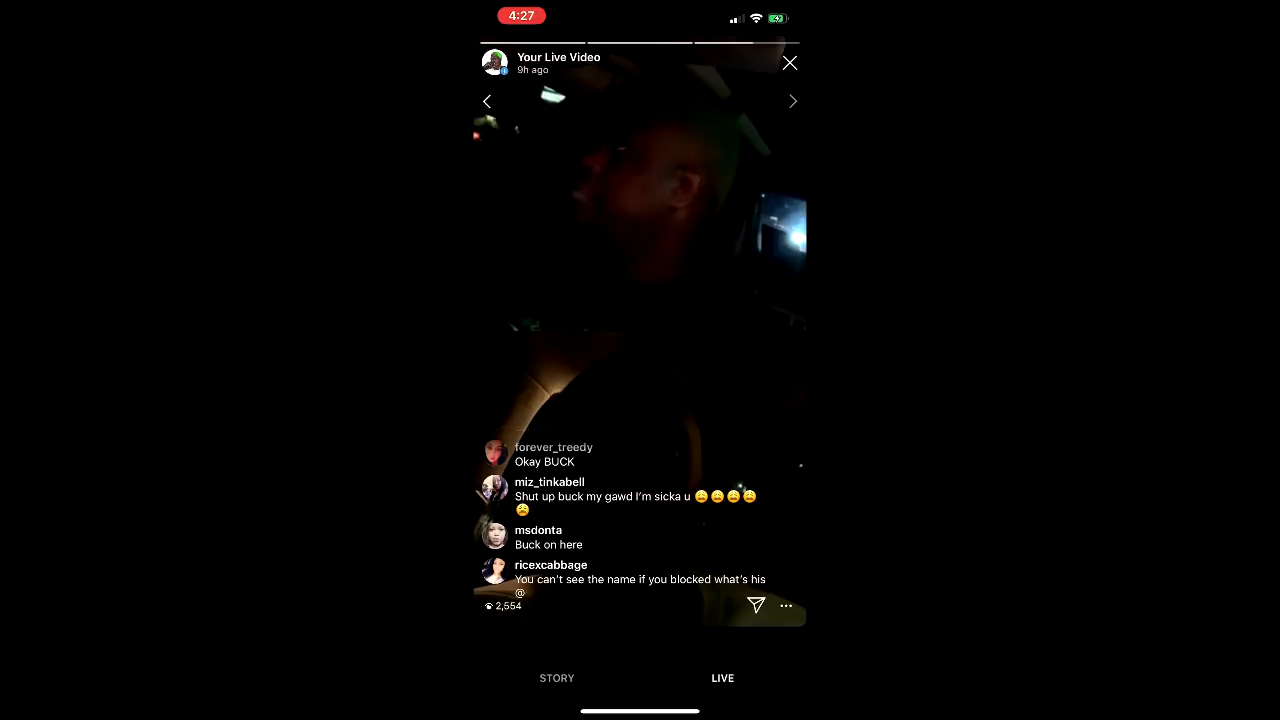 4:27
Your Live Video
9h ago
forever_treedy
Okay BUCK
miz_tinkabell
Shut up buck my gawd I'm sicka u 😩😩😩😩
😩
msdonta
Buck on here
ricexcabbage
You can't see the name if you blocked what's his
@
2,554
STORY
LIVE